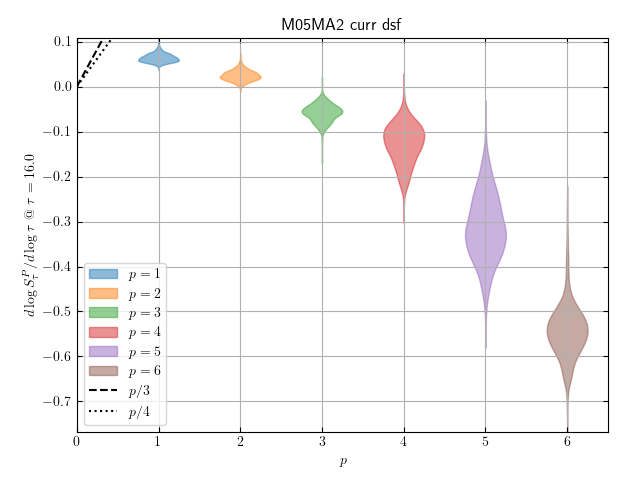 M05MA2 curr dsf
d log S_τ^P / d log τ @ τ = 16.0
0.1
0.0
−0.1
−0.2
−0.3
−0.4
−0.5
−0.6
−0.7
p = 1
p = 2
p = 3
p = 4
p = 5
p = 6
p/3
p/4
0 1 2 3 4 5 6
p